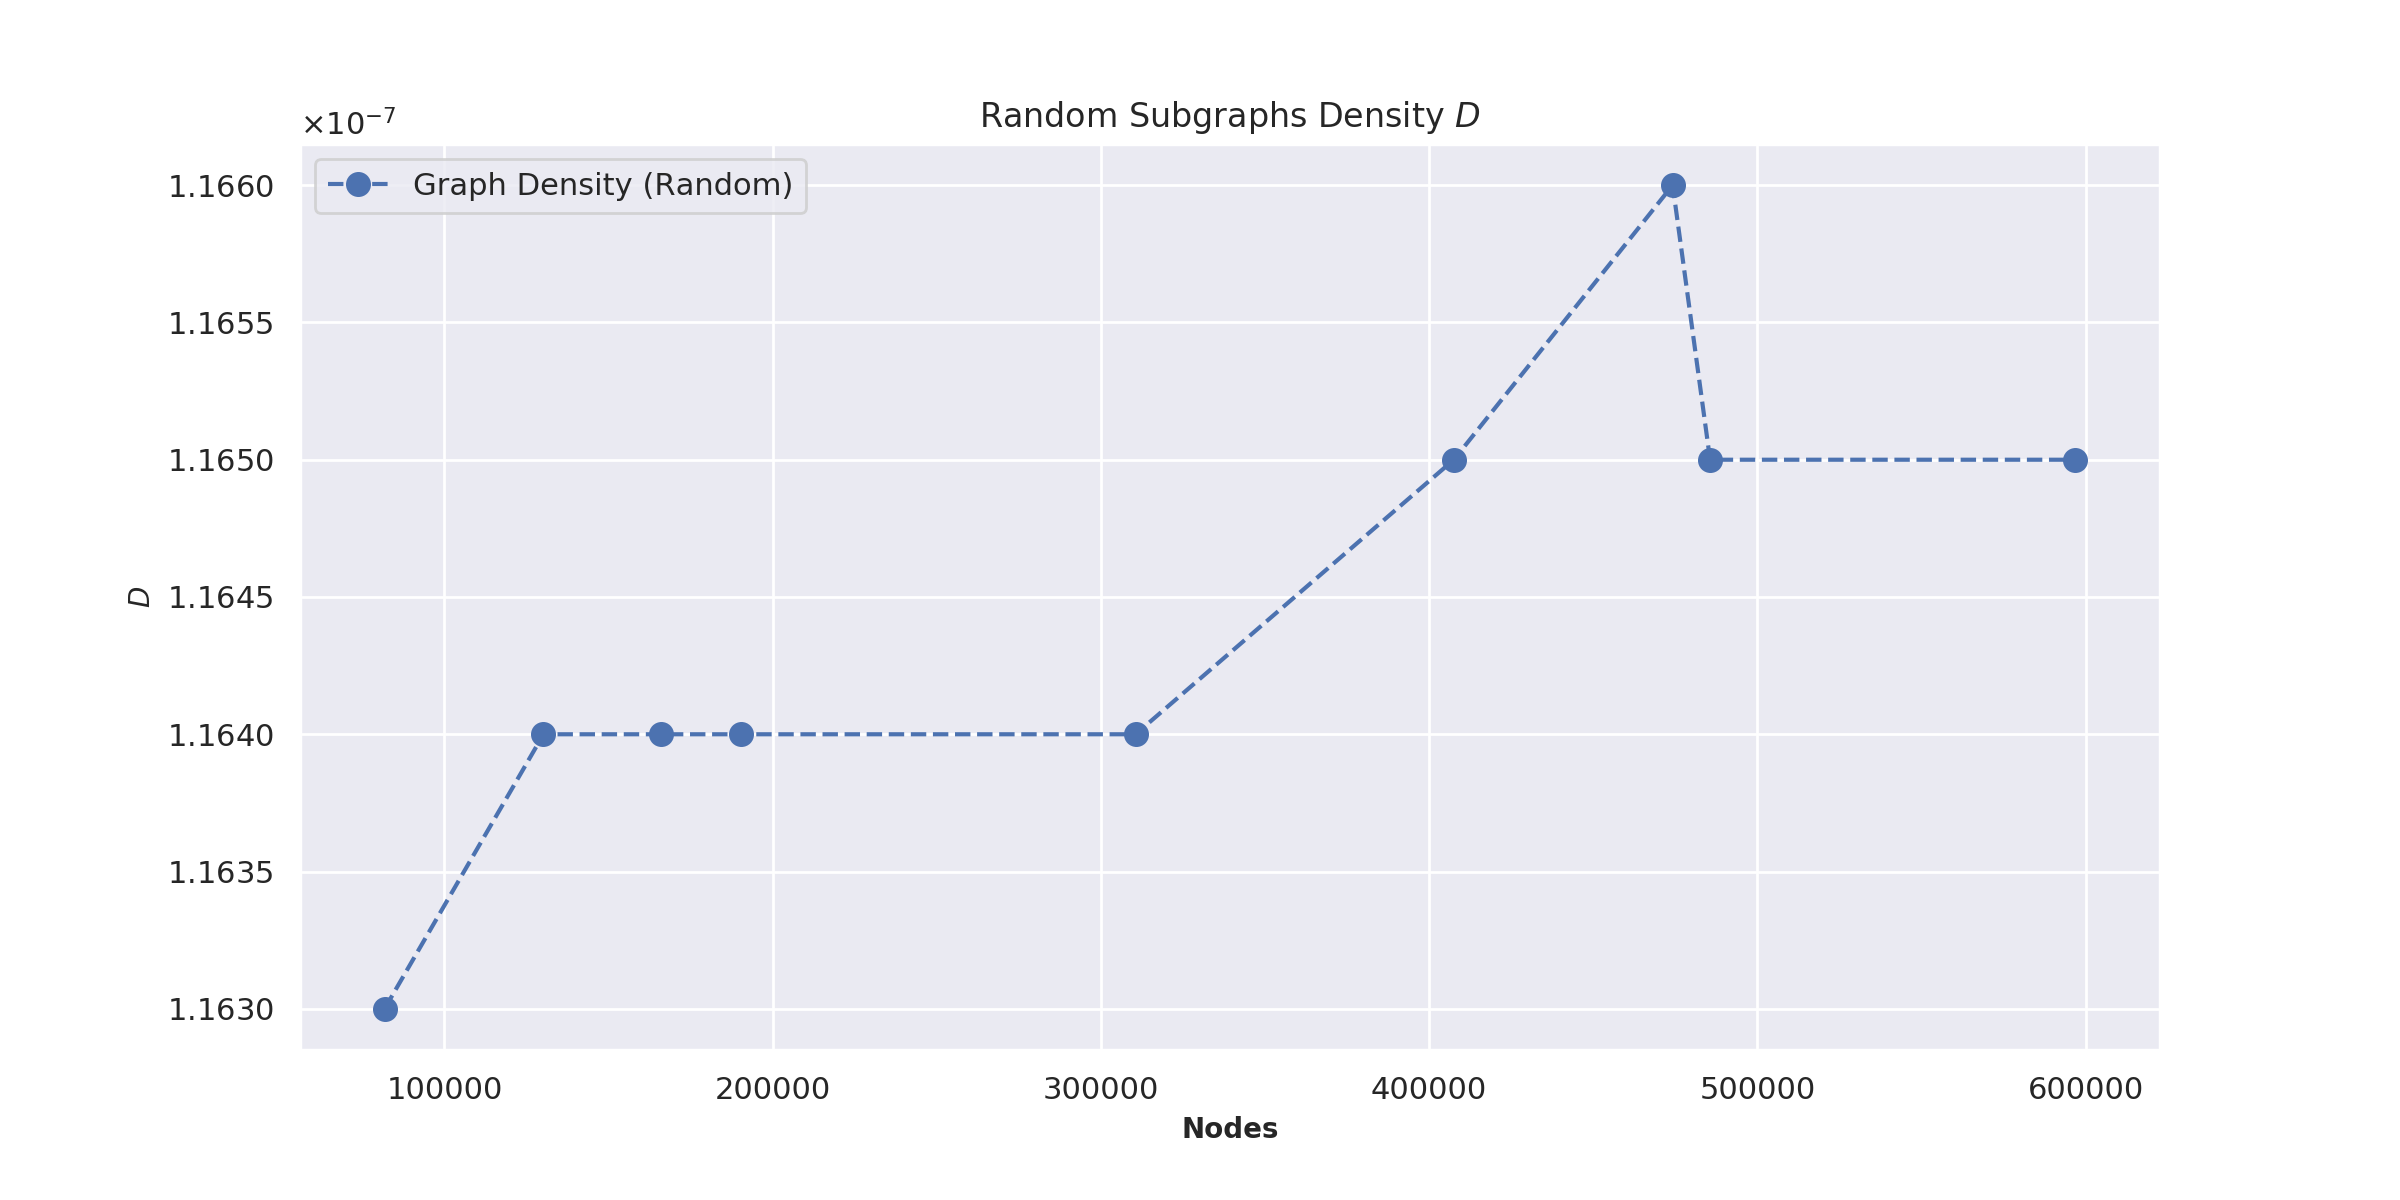 Random Subgraphs Density D
×10⁻⁷
Graph Density (Random)
1.1660
1.1655
1.1650
1.1645
1.1640
1.1635
1.1630
D
100000 200000 300000 400000 500000 600000
Nodes